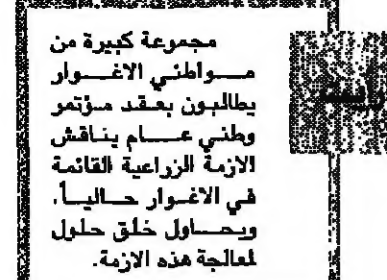 مجموعة كبيرة من
مواطني الاغوار
يطالبون بعقد مؤتمر
وطني عام يناقش
الازمة الزراعية القائمة
في الاغوار حالياً،
ويحاول خلق حلول
لمعالجة هذه الازمة.